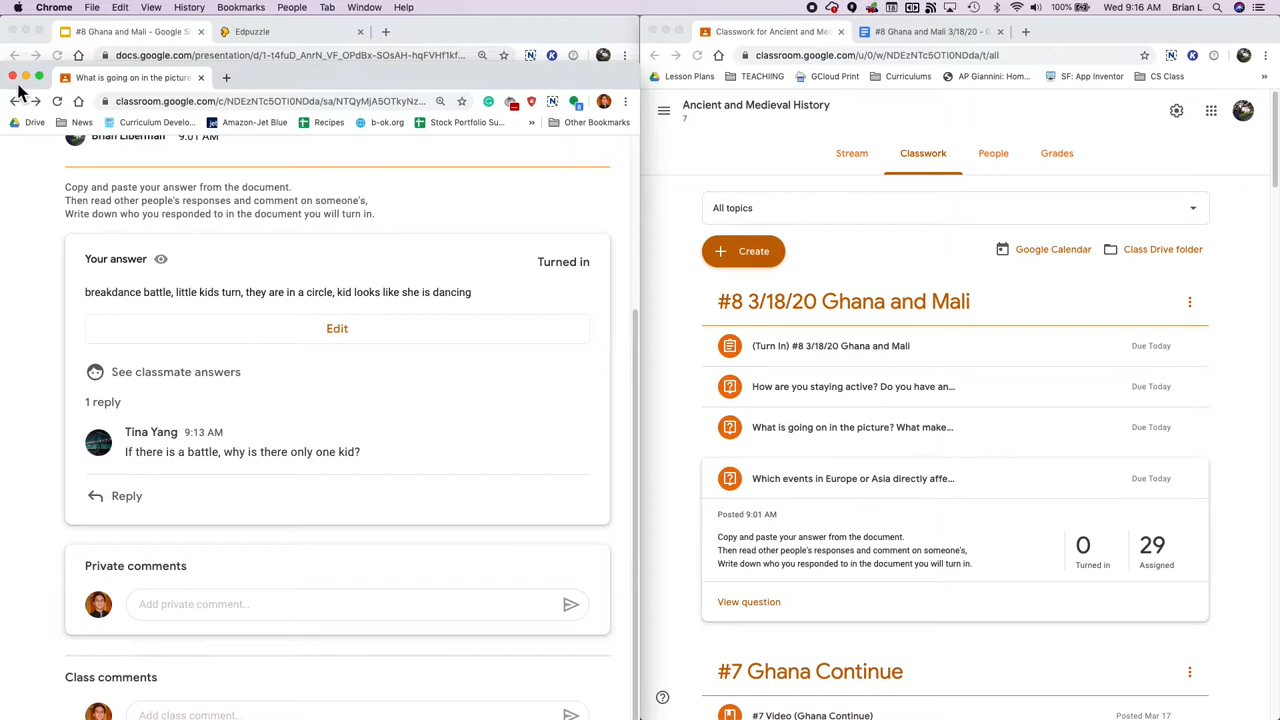 Chrome File Edit View History Bookmarks People Tab Window Help
100% Wed 9:16 AM Brian L
#8 Ghana and Mali - Google S
Edpuzzle
docs.google.com/presentation/d/1-t4fuD_AnrN_VF_OPdBx-SOsAH-hqFVHf1kf...
What is going on in the picture
classroom.google.com/c/NDEzNTc5OTI0NDda/sa/NTQyMjA5OTkyNz...
Drive News Curriculum Develo... Amazon-Jet Blue Recipes b-ok.org Stock Portfolio Su... » Other Bookmarks
Brian Liberman 9:01 AM
Copy and paste your answer from the document.
Then read other people's responses and comment on someone's,
Write down who you responded to in the document you will turn in.
Your answer
Turned in
breakdance battle, little kids turn, they are in a circle, kid looks like she is dancing
Edit
See classmate answers
1 reply
Tina Yang 9:13 AM
If there is a battle, why is there only one kid?
Reply
Private comments
Add private comment...
Class comments
Add class comment...
Classwork for Ancient and Med
#8 Ghana and Mali 3/18/20 - G
classroom.google.com/u/0/w/NDEzNTc5OTI0NDda/t/all
Lesson Plans TEACHIING GCloud Print Curriculums AP Giannini: Hom... SF: App Inventor CS Class »
Ancient and Medieval History
7
Stream Classwork People Grades
All topics
Create
Google Calendar Class Drive folder
#8 3/18/20 Ghana and Mali
(Turn In) #8 3/18/20 Ghana and Mali Due Today
How are you staying active? Do you have an... Due Today
What is going on in the picture? What make... Due Today
Which events in Europe or Asia directly affe... Due Today
Posted 9:01 AM
Copy and paste your answer from the document.
Then read other people's responses and comment on someone's,
Write down who you responded to in the document you will turn in.
0
Turned in
29
Assigned
View question
#7 Ghana Continue
#7 Video (Ghana Continue) Posted Mar 17